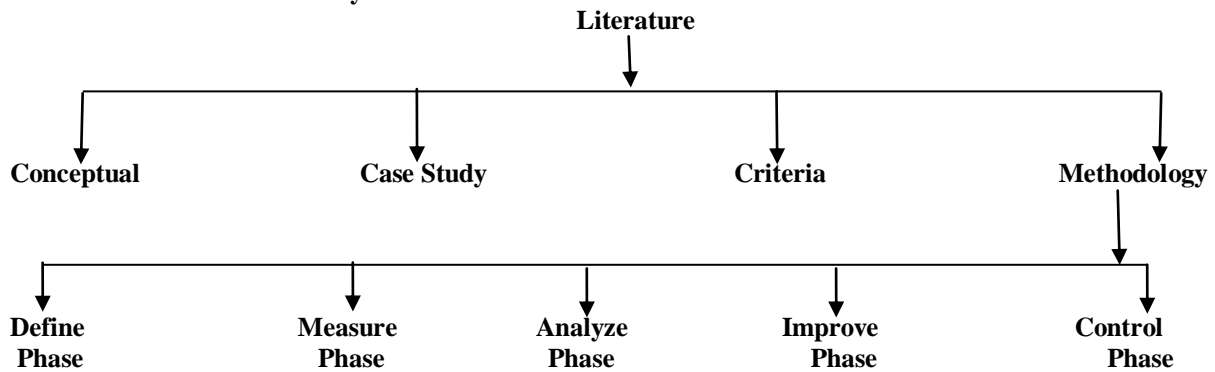 Literature
Conceptual Case Study Criteria Methodology
Define Measure Analyze Improve Control
Phase Phase Phase Phase Phase